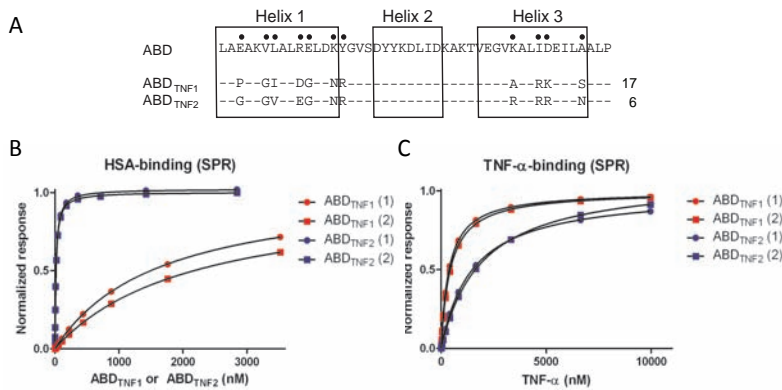 A
Helix 1 Helix 2 Helix 3
ABD LAEAKVLALRELDKYGVSDYYKDLIDKAKTVEGVKALIDEILAALP
ABDTNF1 ---P--GI--DG--NR------------------A--RK---S---- 17
ABDTNF2 ---G--GV--EG--NR------------------R--RR---N---- 6
B
HSA-binding (SPR)
Normalized response
1.0
0.5
0.0
0 1000 2000 3000
ABDTNF1 or ABDTNF2 (nM)
ABDTNF1 (1)
ABDTNF1 (2)
ABDTNF2 (1)
ABDTNF2 (2)
C
TNF-α-binding (SPR)
Normalized response
1.0
0.5
0.0
0 5000 10000
TNF-α (nM)
ABDTNF1 (1)
ABDTNF1 (2)
ABDTNF2 (1)
ABDTNF2 (2)